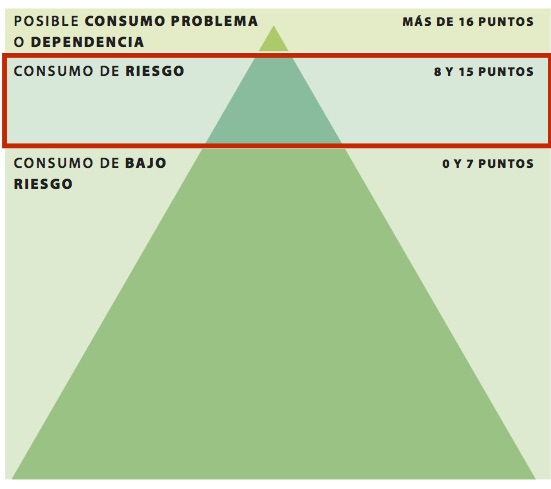 POSIBLE CONSUMO PROBLEMA
O DEPENDENCIA
MÁS DE 16 PUNTOS
CONSUMO DE RIESGO
8 Y 15 PUNTOS
CONSUMO DE BAJO
RIESGO
0 Y 7 PUNTOS